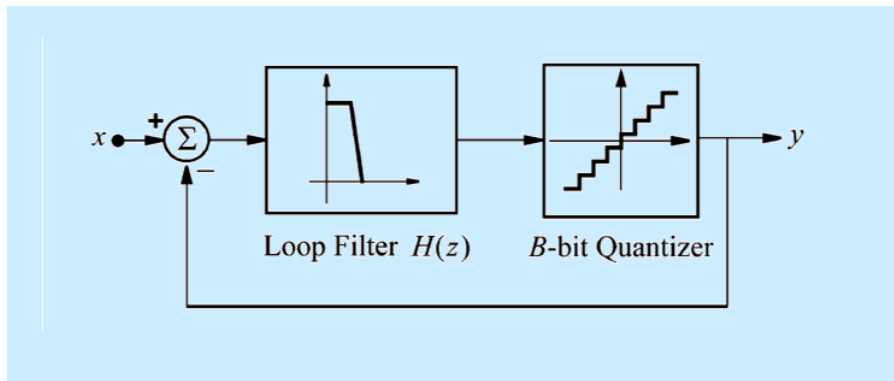 +
x
Σ
y
−
Loop Filter H(z)
B-bit Quantizer